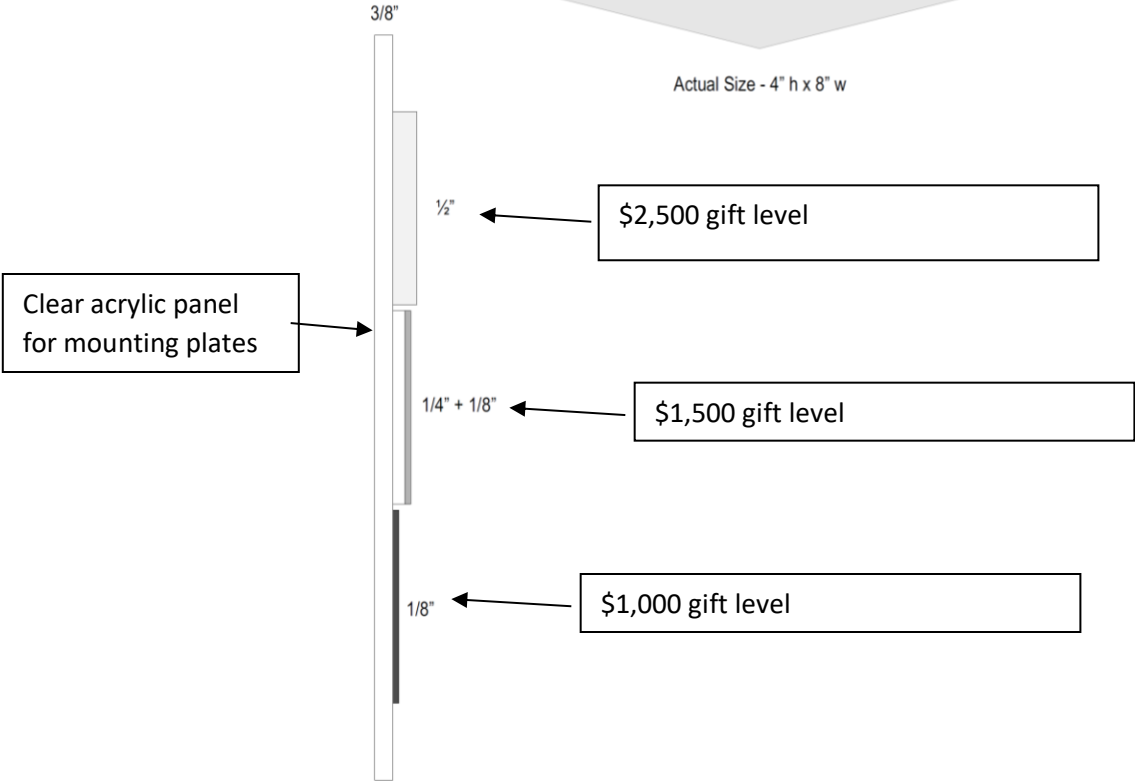 3/8”
Actual Size - 4” h x 8” w
½”
$2,500 gift level
Clear acrylic panel
for mounting plates
1/4” + 1/8”
$1,500 gift level
1/8”
$1,000 gift level